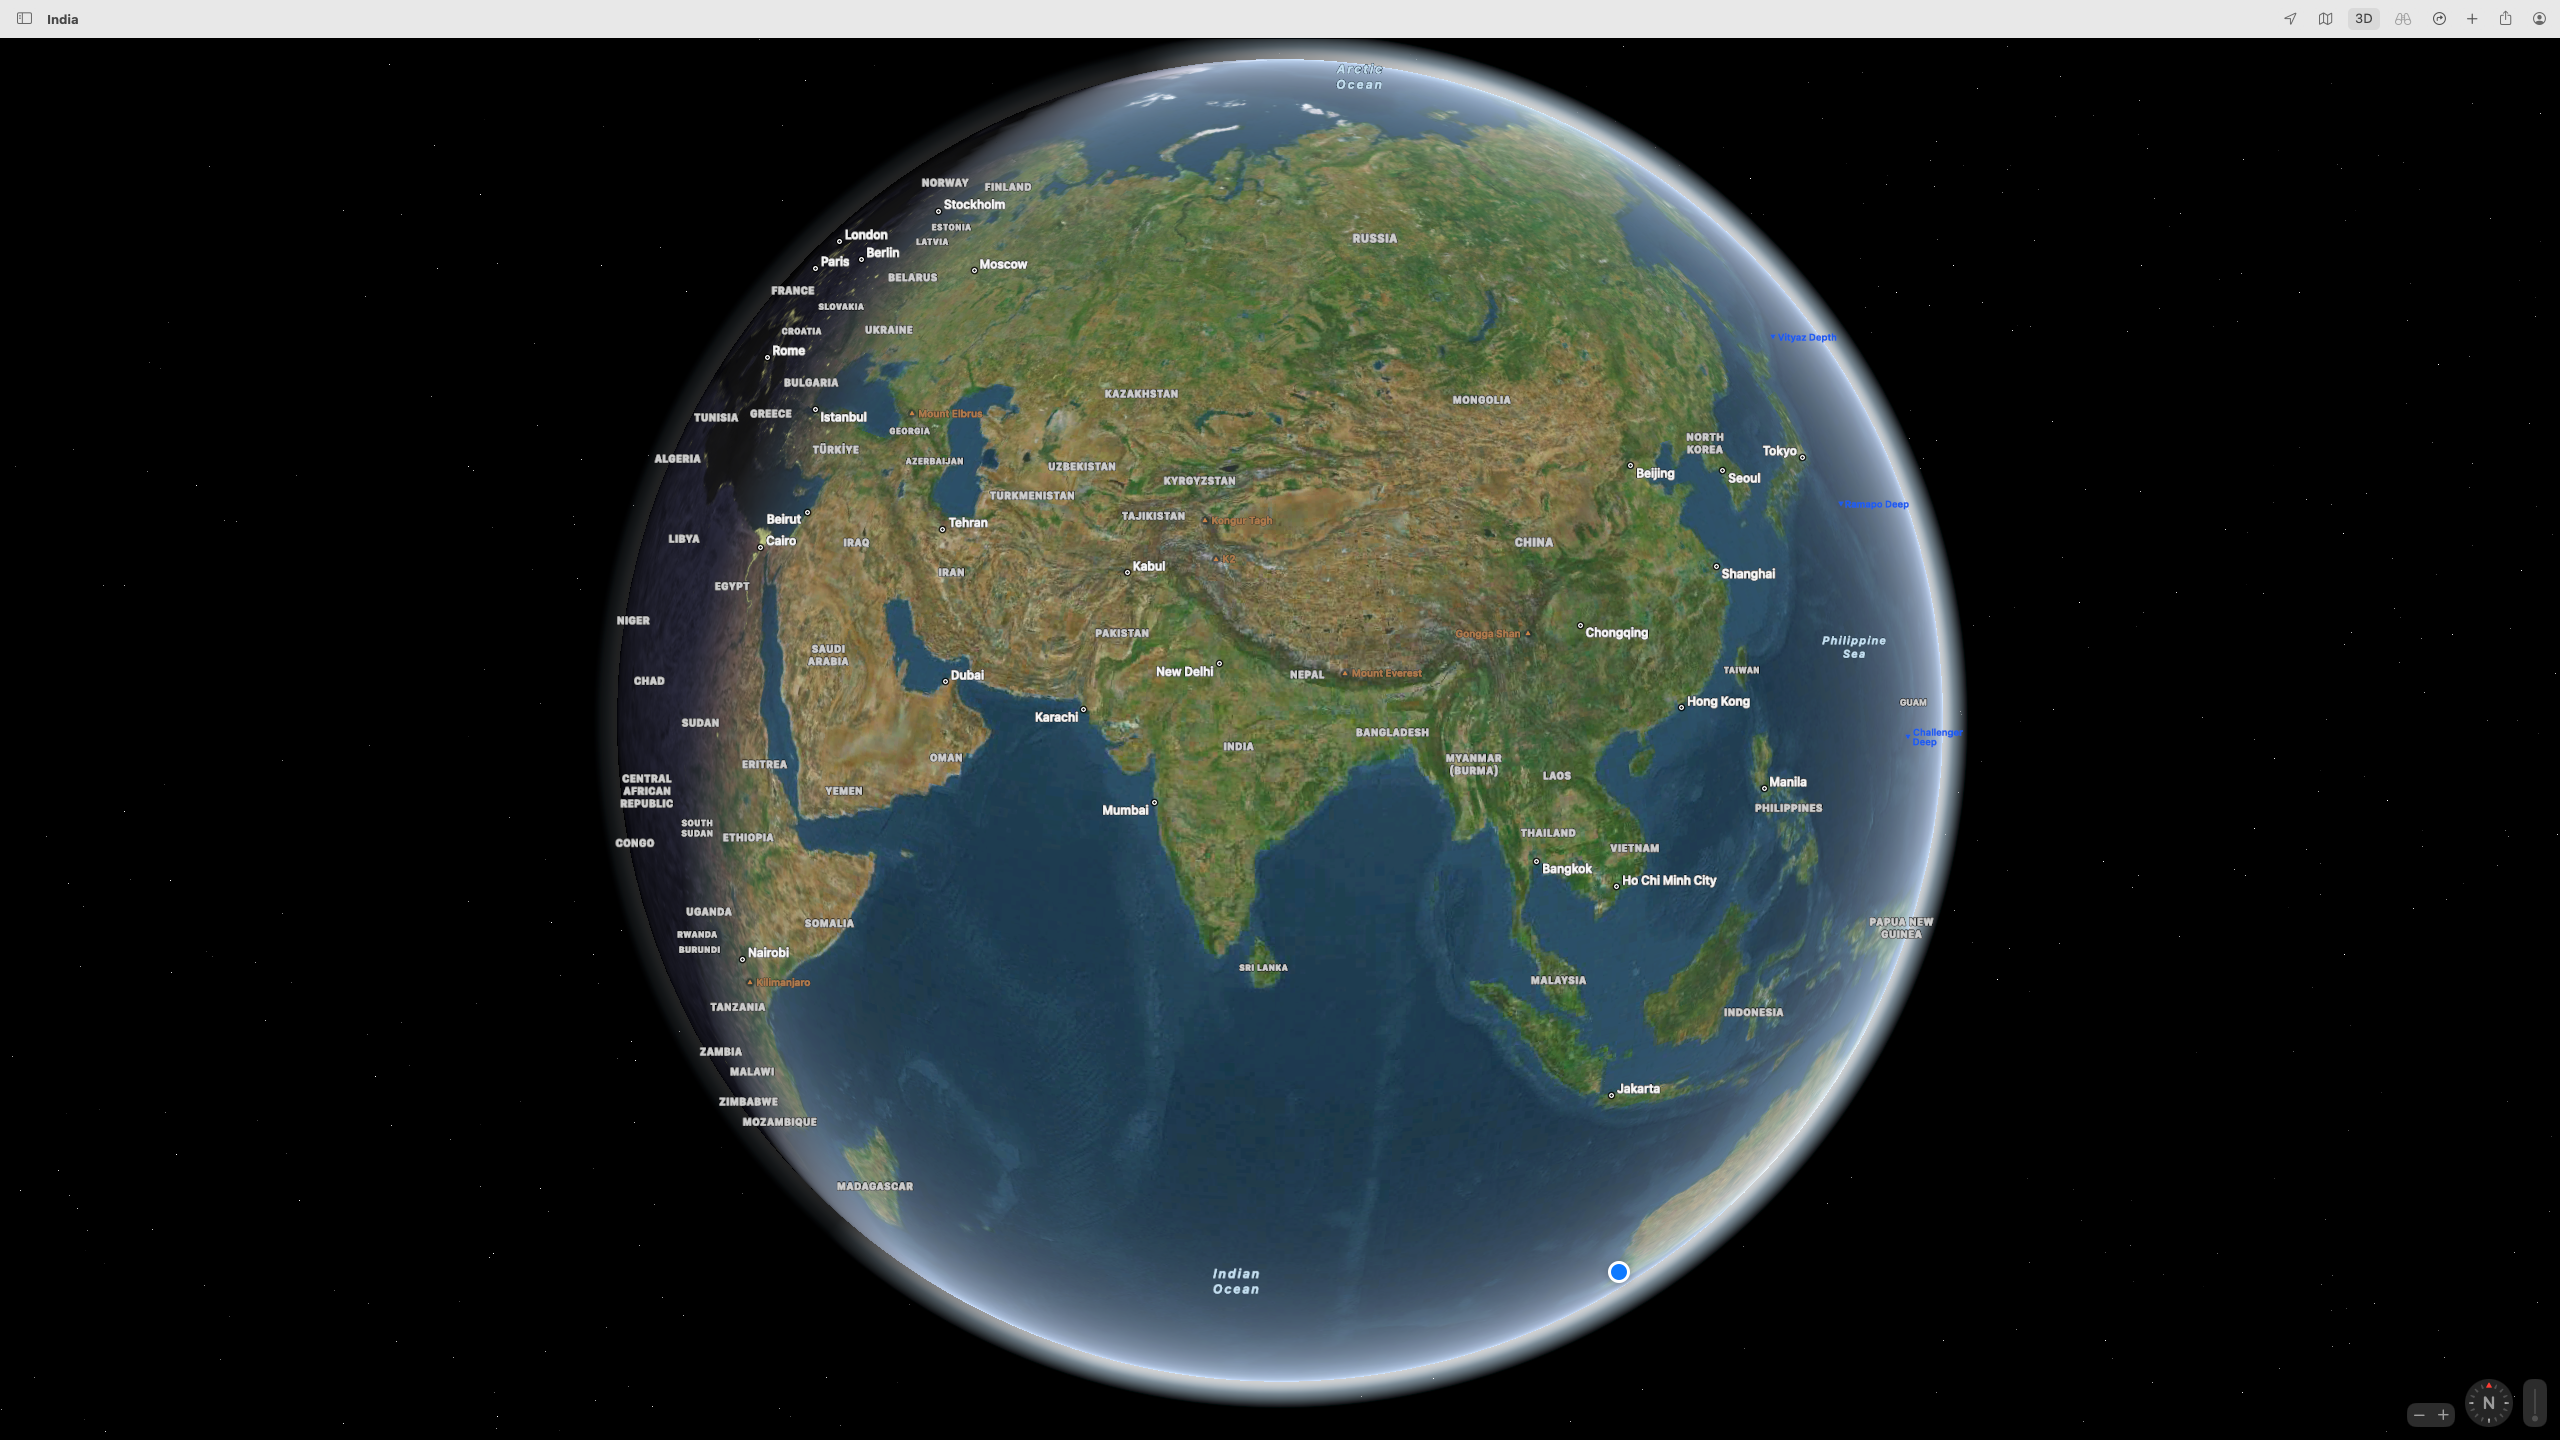 India
3D
Arctic
Ocean
NORWAY
FINLAND
Stockholm
ESTONIA
LATVIA
London
Berlin
Paris
BELARUS
Moscow
RUSSIA
FRANCE
SLOVAKIA
CROATIA
UKRAINE
Vityaz Depth
Rome
BULGARIA
KAZAKHSTAN
MONGOLIA
TUNISIA
GREECE
Istanbul
Mount Elbrus
GEORGIA
NORTH
KOREA
Tokyo
TÜRKİYE
ALGERIA
AZERBAIJAN
UZBEKISTAN
Beijing
Seoul
KYRGYZSTAN
TURKMENISTAN
Deep
Beirut
Tehran
TAJIKISTAN
Kongur Tagh
LIBYA
Cairo
IRAQ
CHINA
K2
Kabul
IRAN
Shanghai
EGYPT
NIGER
PAKISTAN
Gongga Shan
Chongqing
SAUDI
ARABIA
Philippine
Sea
CHAD
Dubai
New Delhi
NEPAL
Mount Everest
TAIWAN
Hong Kong
GUAM
SUDAN
Karachi
BANGLADESH
Challenger
Deep
INDIA
ERITREA
OMAN
MYANMAR
(BURMA)
LAOS
CENTRAL
AFRICAN
REPUBLIC
YEMEN
Manila
PHILIPPINES
Mumbai
SOUTH
SUDAN
ETHIOPIA
CONGO
THAILAND
VIETNAM
Bangkok
Ho Chi Minh City
UGANDA
SOMALIA
PAPUA NEW
GUINEA
RWANDA
BURUNDI
Nairobi
SRI LANKA
Kilimanjaro
MALAYSIA
TANZANIA
INDONESIA
ZAMBIA
MALAWI
Jakarta
ZIMBABWE
MOZAMBIQUE
MADAGASCAR
Indian
Ocean
N